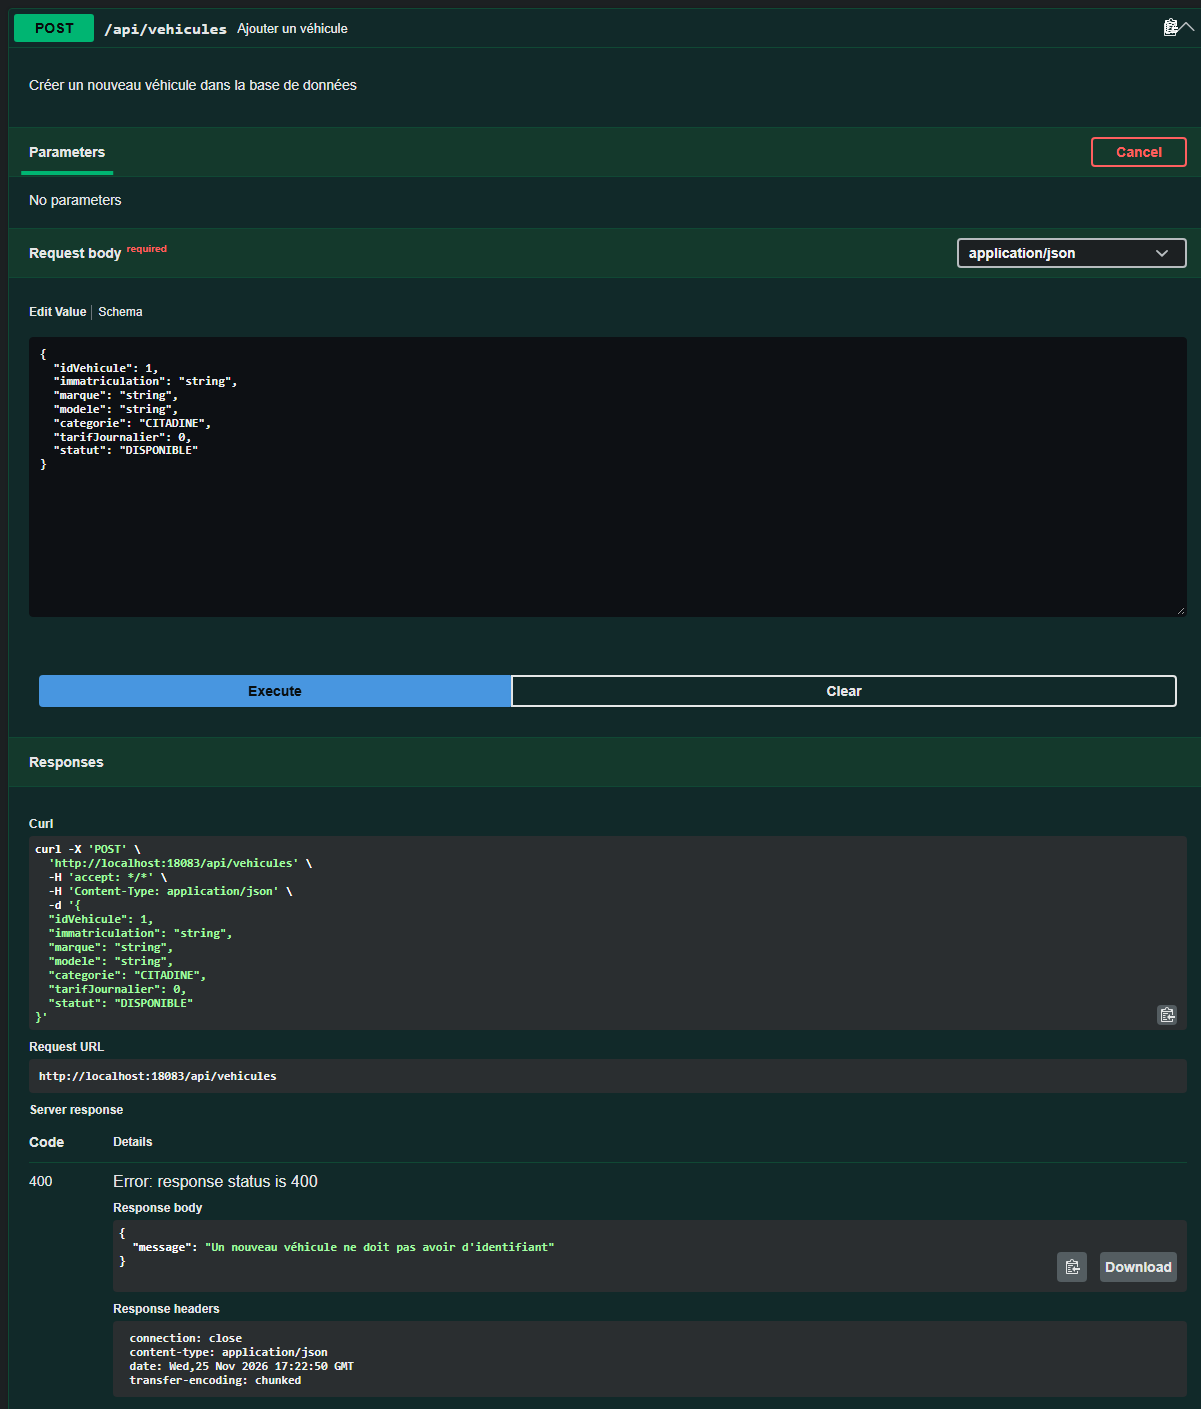 POST /api/vehicules Ajouter un véhicule
Créer un nouveau véhicule dans la base de données
Parameters
Cancel
No parameters
Request body required
application/json
Edit Value | Schema
{
  "idVehicule": 1,
  "immatriculation": "string",
  "marque": "string",
  "modele": "string",
  "categorie": "CITADINE",
  "tarifJournalier": 0,
  "statut": "DISPONIBLE"
}
Execute
Clear
Responses
Curl
curl -X 'POST' \
  'http://localhost:18083/api/vehicules' \
  -H 'accept: */*' \
  -H 'Content-Type: application/json' \
  -d '{
  "idVehicule": 1,
  "immatriculation": "string",
  "marque": "string",
  "modele": "string",
  "categorie": "CITADINE",
  "tarifJournalier": 0,
  "statut": "DISPONIBLE"
}'
Request URL
http://localhost:18083/api/vehicules
Server response
Code Details
400 Error: response status is 400
Response body
{
  "message": "Un nouveau véhicule ne doit pas avoir d'identifiant"
}
Download
Response headers
connection: close
content-type: application/json
date: Wed,25 Nov 2026 17:22:50 GMT
transfer-encoding: chunked